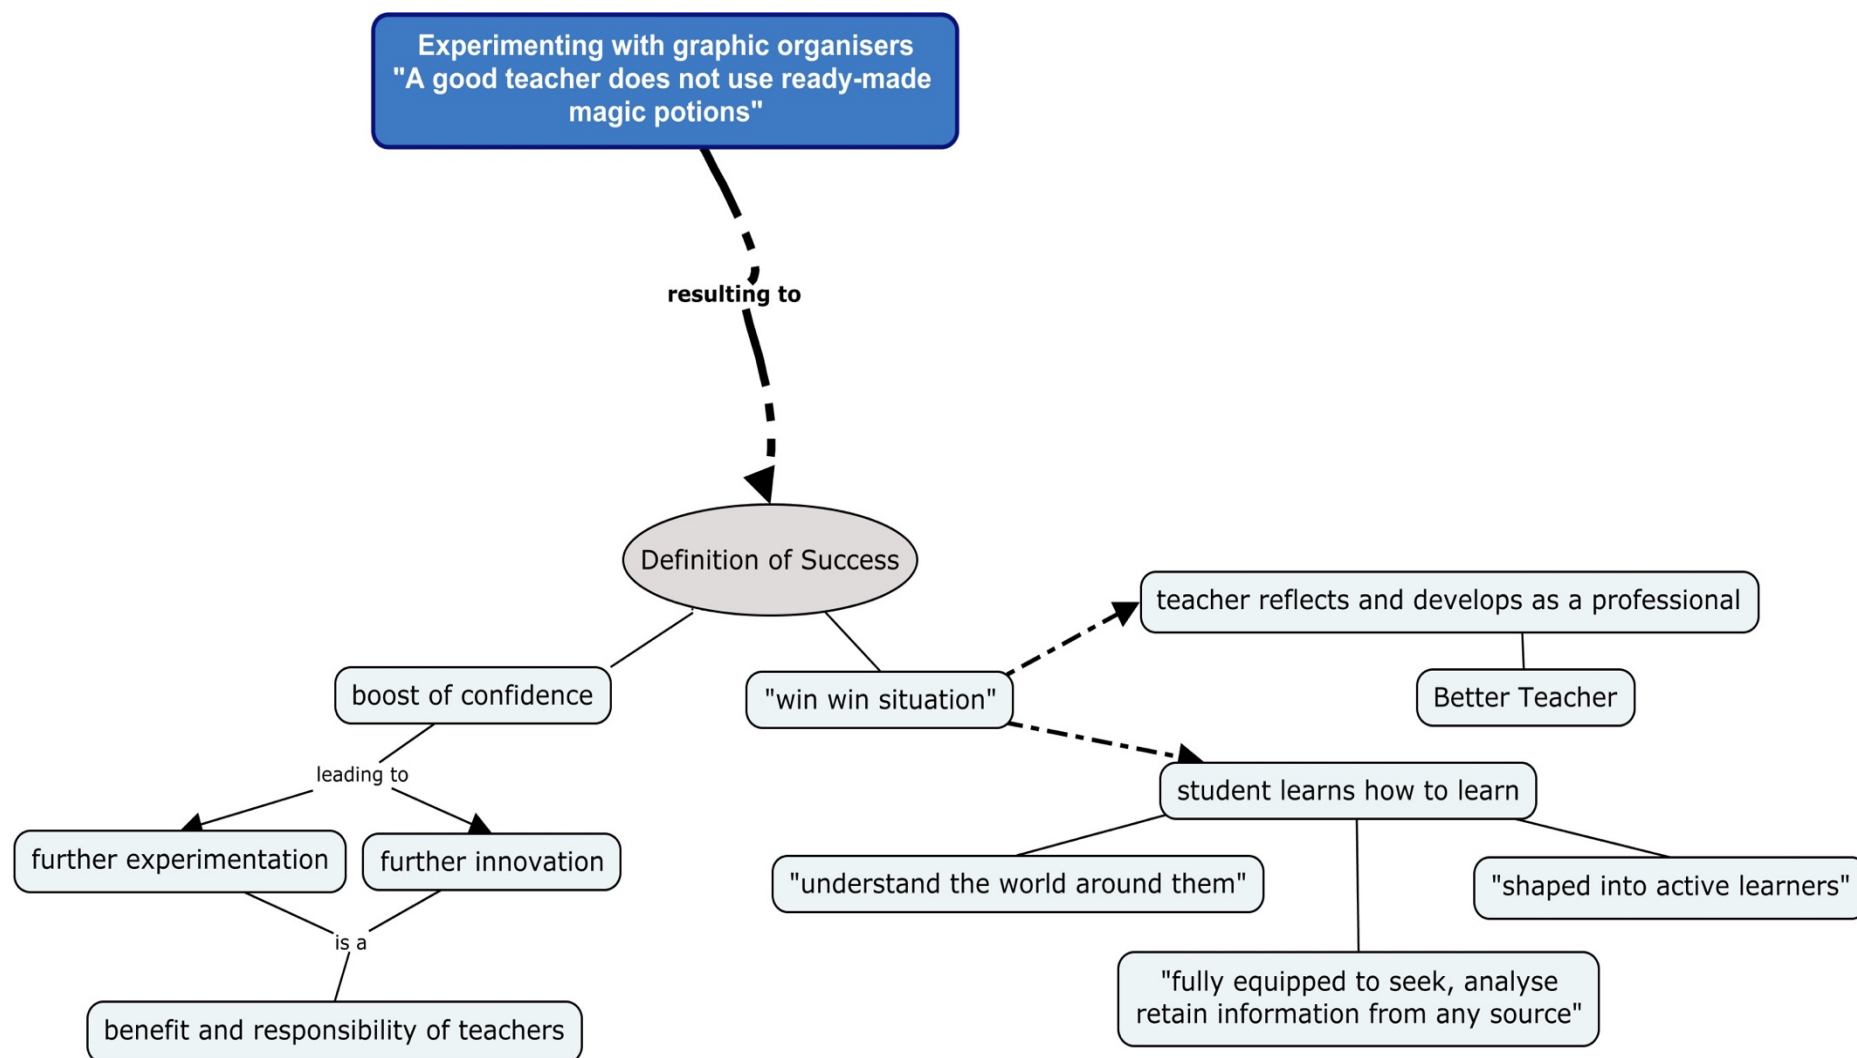 Experimenting with graphic organisers
"A good teacher does not use ready-made
magic potions"
resulting to
Definition of Success
teacher reflects and develops as a professional
boost of confidence
"win win situation"
Better Teacher
leading to
student learns how to learn
further experimentation
further innovation
"understand the world around them"
"shaped into active learners"
is a
"fully equipped to seek, analyse
retain information from any source"
benefit and responsibility of teachers